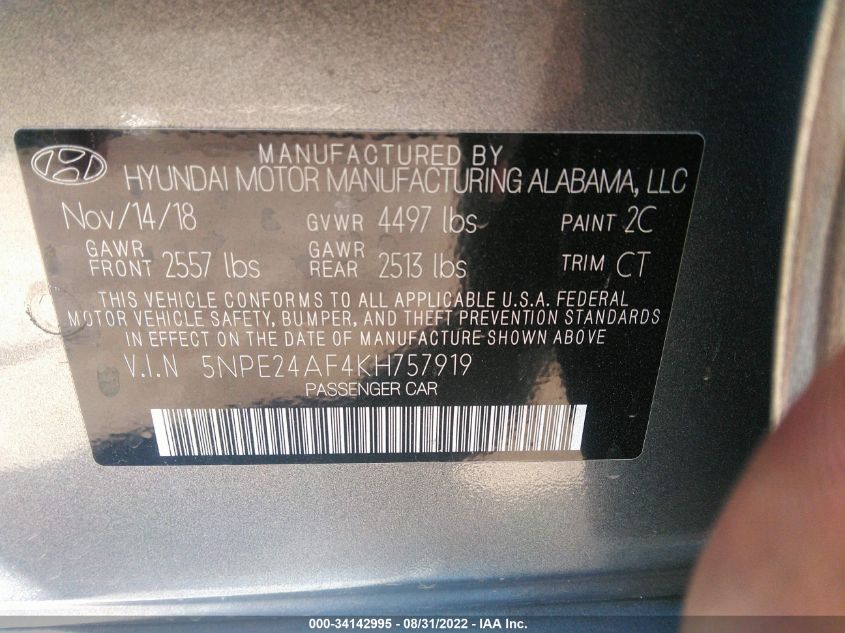 MANUFACTURED BY
HYUNDAI MOTOR MANUFACTURING ALABAMA, LLC
Nov/14/18 GVWR 4497 lbs PAINT 2C
GAWR FRONT 2557 lbs GAWR REAR 2513 lbs TRIM CT
THIS VEHICLE CONFORMS TO ALL APPLICABLE U.S.A. FEDERAL
MOTOR VEHICLE SAFETY, BUMPER, AND THEFT PREVENTION STANDARDS
IN EFFECT ON THE DATE OF MANUFACTURE SHOWN ABOVE
V.I.N 5NPE24AF4KH757919
PASSENGER CAR
000-34142995 - 08/31/2022 - IAA Inc.